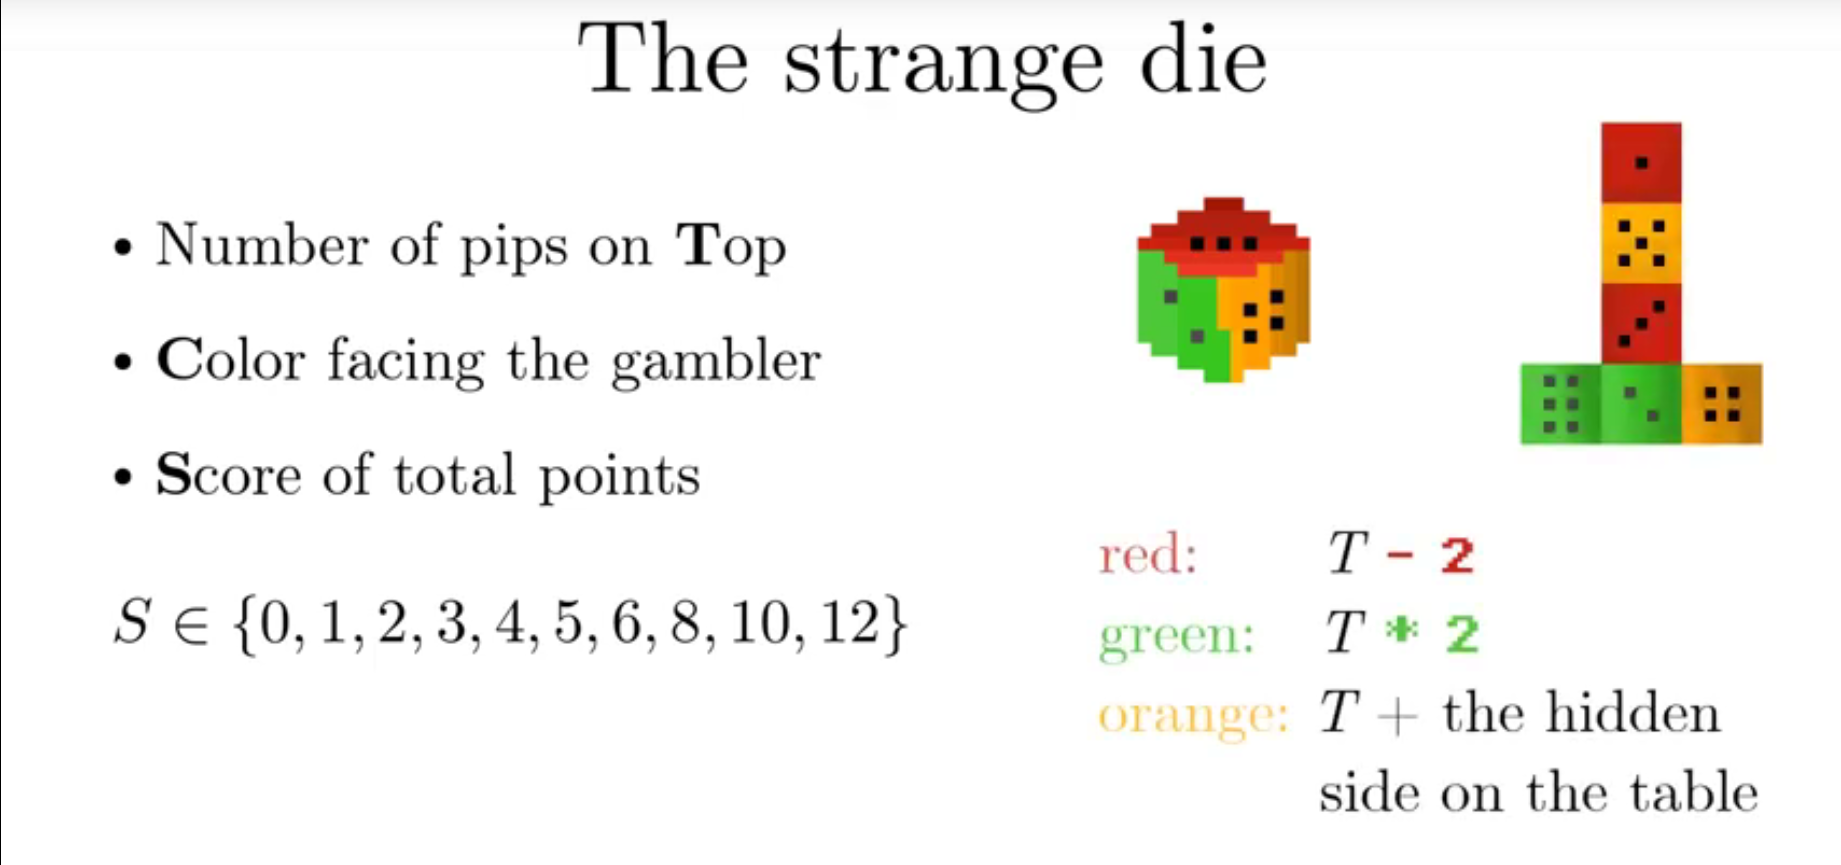 The strange die
• Number of pips on Top
• Color facing the gambler
• Score of total points
S ∈ {0, 1, 2, 3, 4, 5, 6, 8, 10, 12}
red: T - 2
green: T * 2
orange: T + the hidden
side on the table